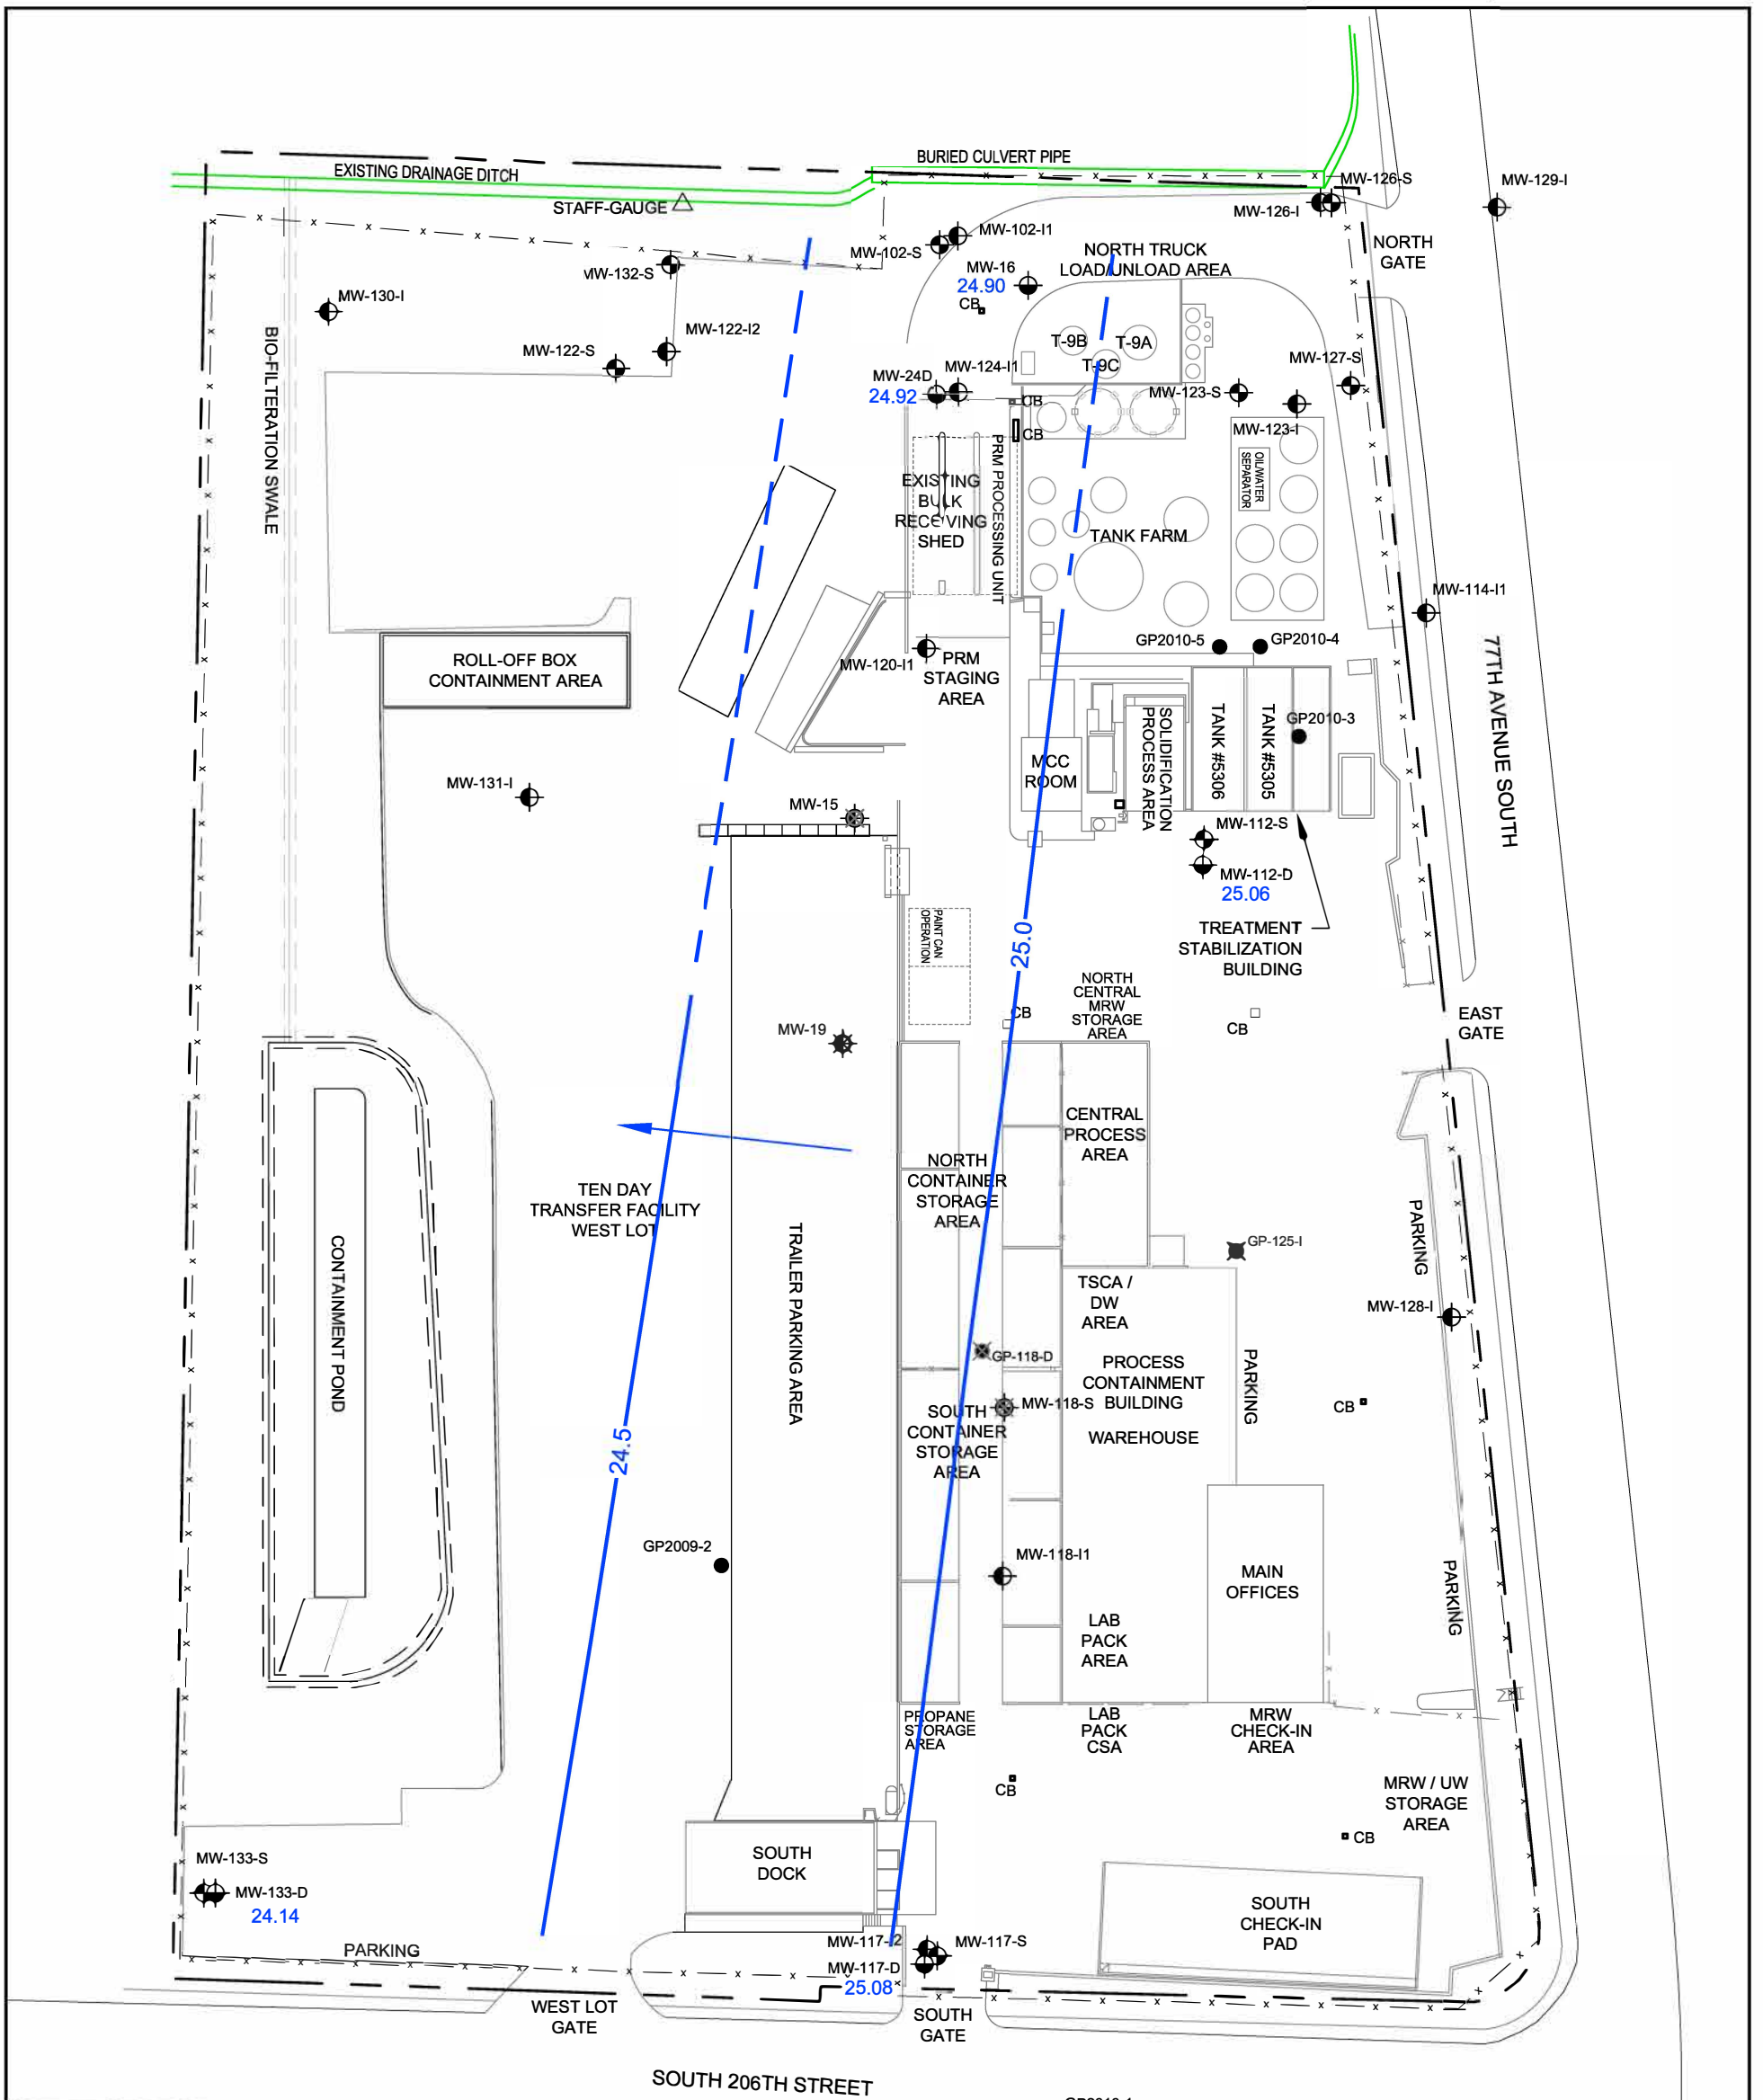 BURIED CULVERT PIPE
EXISTING DRAINAGE DITCH
MW-126-S
MW-129-I
STAFF-GAUGE
MW-126-I
MW-102-I1
MW-102-S
NORTH
GATE
NORTH TRUCK
LOAD/UNLOAD AREA
MW-132-S
MW-16
24.90
CB
MW-130-I
MW-122-I2
MW-122-S
T-9B
T-9A
T-9C
MW-127-S
MW-24D
24.92
MW-124-I1
MW-123-S
CB
CB
MW-123-I
BIO-FILTERATION SWALE
PRM PROCESSING UNIT
OIL/WATER
SEPARATOR
EXISTING
BULK
RECEIVING
SHED
TANK FARM
MW-114-I1
GP2010-5
GP2010-4
MW-120-I1
PRM
STAGING
AREA
ROLL-OFF BOX
CONTAINMENT AREA
77TH AVENUE SOUTH
SOLIDIFICATION
PROCESS AREA
TANK #5306
TANK #5305
GP2010-3
MCC
ROOM
MW-131-I
MW-15
MW-112-S
MW-112-D
25.06
PAINT CAN
OPERATION
25.0
TREATMENT
STABILIZATION
BUILDING
NORTH
CENTRAL
MRW
STORAGE
AREA
CB
CB
EAST
GATE
MW-19
CENTRAL
PROCESS
AREA
NORTH
CONTAINER
STORAGE
AREA
TEN DAY
TRANSFER FACILITY
WEST LOT
TRAILER PARKING AREA
CONTAINMENT POND
PARKING
GP-125-I
TSCA /
DW
AREA
MW-128-I
GP-118-D
PROCESS
CONTAINMENT
BUILDING
WAREHOUSE
PARKING
MW-118-S
CB
SOUTH
CONTAINER
STORAGE
AREA
24.5
GP2009-2
MW-118-I1
MAIN
OFFICES
PARKING
LAB
PACK
AREA
PROPANE
STORAGE
AREA
LAB
PACK
CSA
MRW
CHECK-IN
AREA
CB
MRW / UW
STORAGE
AREA
CB
SOUTH
DOCK
MW-133-S
MW-133-D
24.14
SOUTH
CHECK-IN
PAD
PARKING
MW-117-I2
MW-117-S
MW-117-D
25.08
WEST LOT
GATE
SOUTH
GATE
SOUTH 206TH STREET